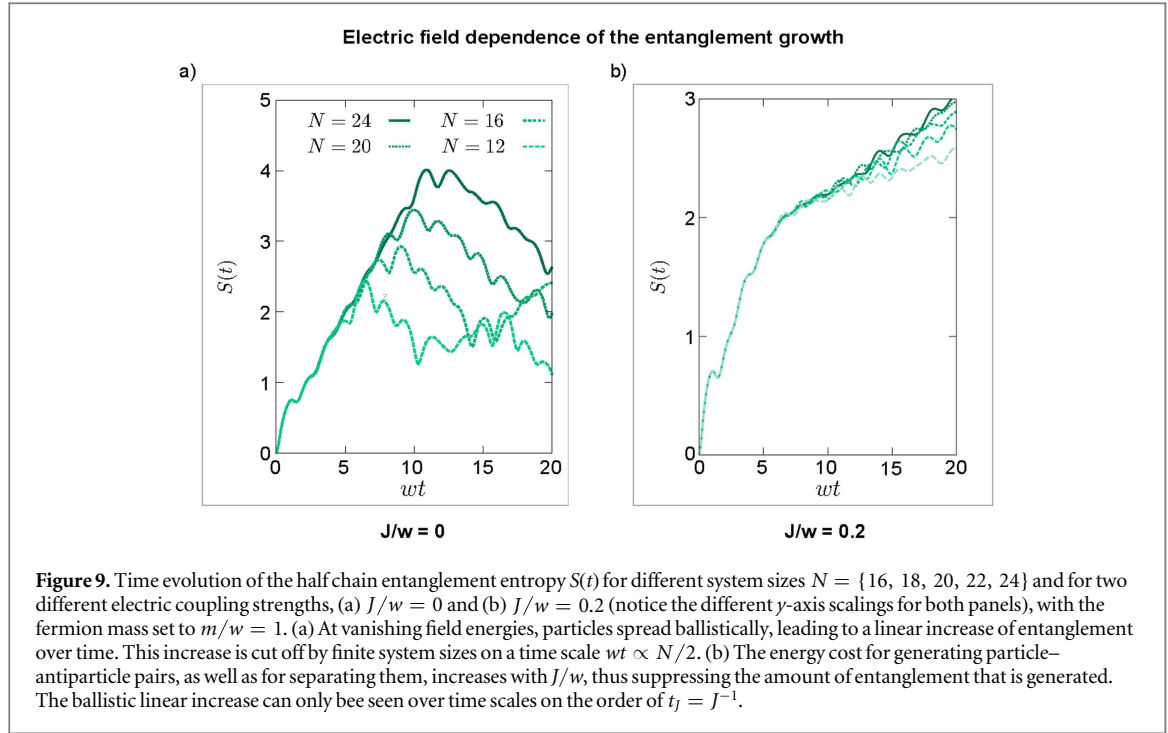 Electric field dependence of the entanglement growth
a)
b)
5
4
3
2
1
0
S(t)
N = 24
N = 20
N = 16
N = 12
z
0 5 10 15 20
wt
J/w = 0
3
2
1
0
S(t)
0 5 10 15 20
wt
J/w = 0.2
Figure 9. Time evolution of the half chain entanglement entropy S(t) for different system sizes N = {16, 18, 20, 22, 24} and for two
different electric coupling strengths, (a) J/w = 0 and (b) J/w = 0.2 (notice the different y-axis scalings for both panels), with the
fermion mass set to m/w = 1. (a) At vanishing field energies, particles spread ballistically, leading to a linear increase of entanglement
over time. This increase is cut off by finite system sizes on a time scale wt ∝ N/2. (b) The energy cost for generating particle–
antiparticle pairs, as well as for separating them, increases with J/w, thus suppressing the amount of entanglement that is generated.
The ballistic linear increase can only bee seen over time scales on the order of t_J = J⁻¹.